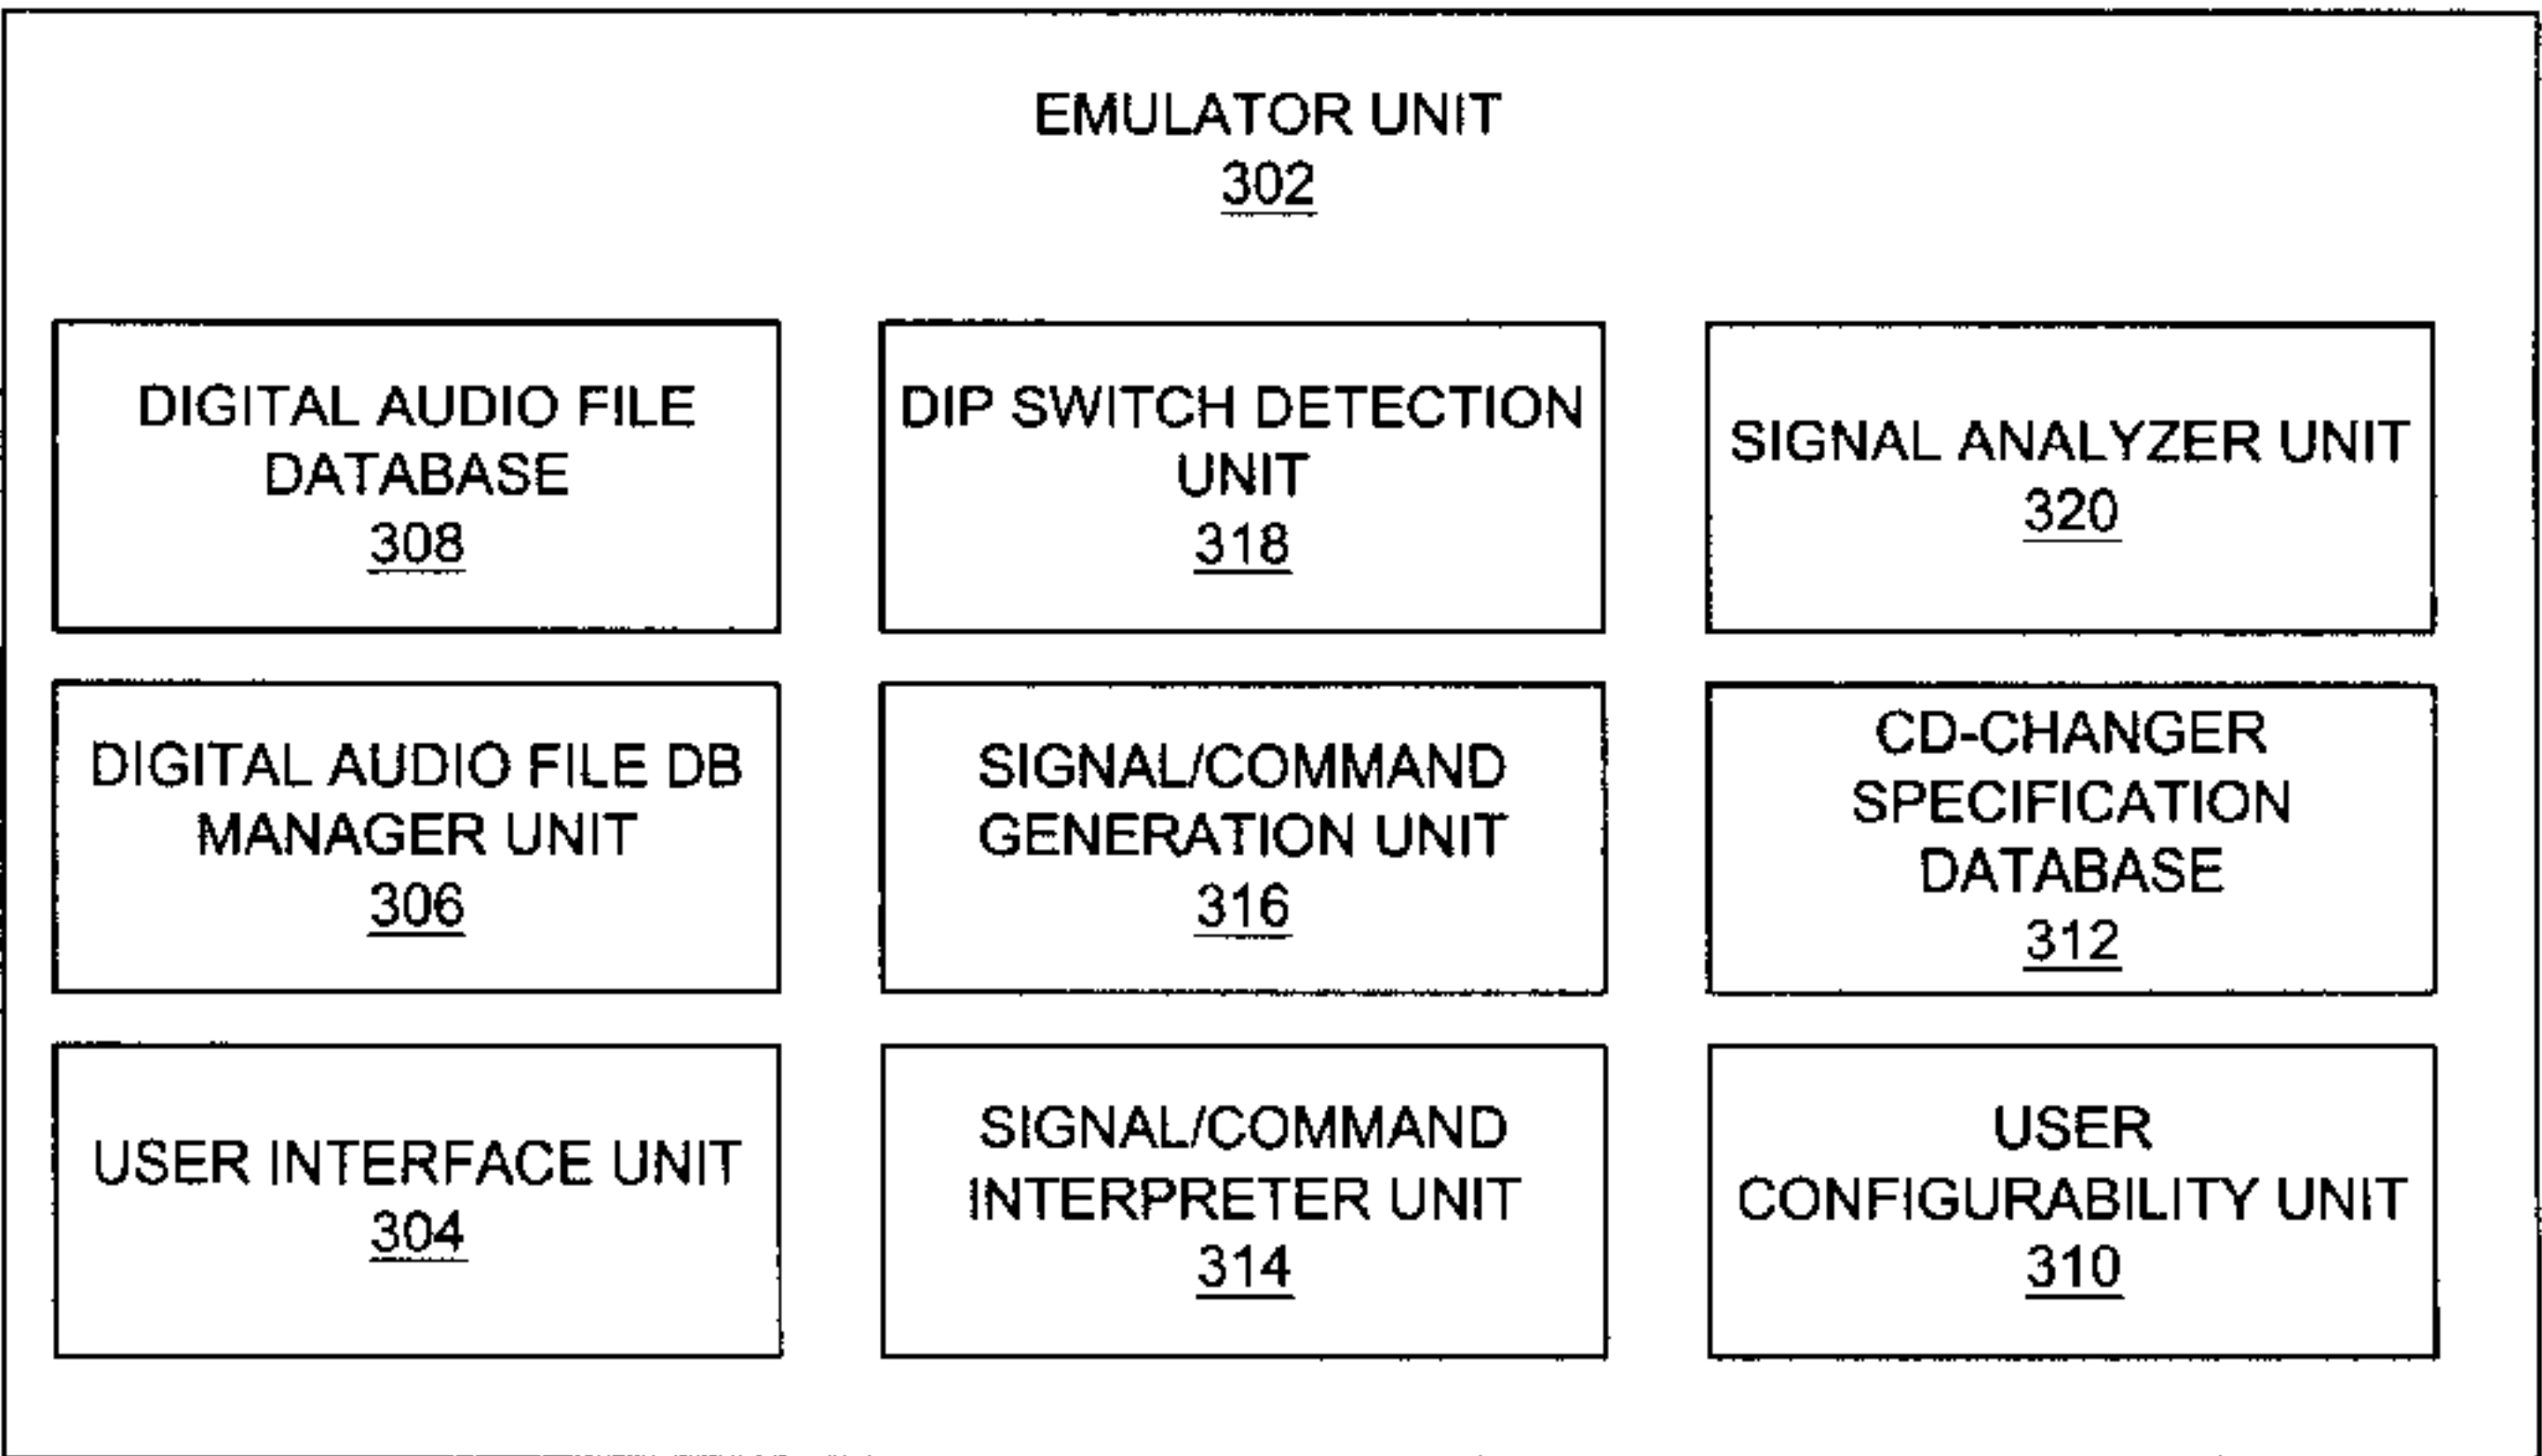 EMULATOR UNIT
302
DIGITAL AUDIO FILE
DATABASE
308
DIP SWITCH DETECTION
UNIT
318
SIGNAL ANALYZER UNIT
320
DIGITAL AUDIO FILE DB
MANAGER UNIT
306
SIGNAL/COMMAND
GENERATION UNIT
316
CD-CHANGER
SPECIFICATION
DATABASE
312
USER INTERFACE UNIT
304
SIGNAL/COMMAND
INTERPRETER UNIT
314
USER
CONFIGURABILITY UNIT
310